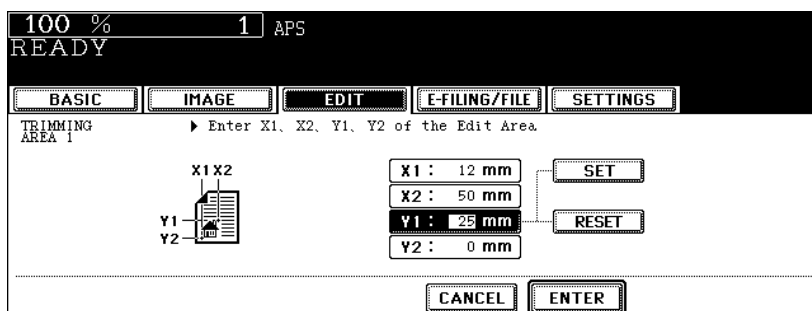 100 % 1 APS
READY
BASIC IMAGE EDIT E-FILING/FILE SETTINGS
TRIMMING
AREA 1
▶ Enter X1、X2、Y1、Y2 of the Edit Area
X1 X2
Y1
Y2
X1 : 12 mm
X2 : 50 mm
Y1 : 25 mm
Y2 : 0 mm
SET
RESET
CANCEL ENTER